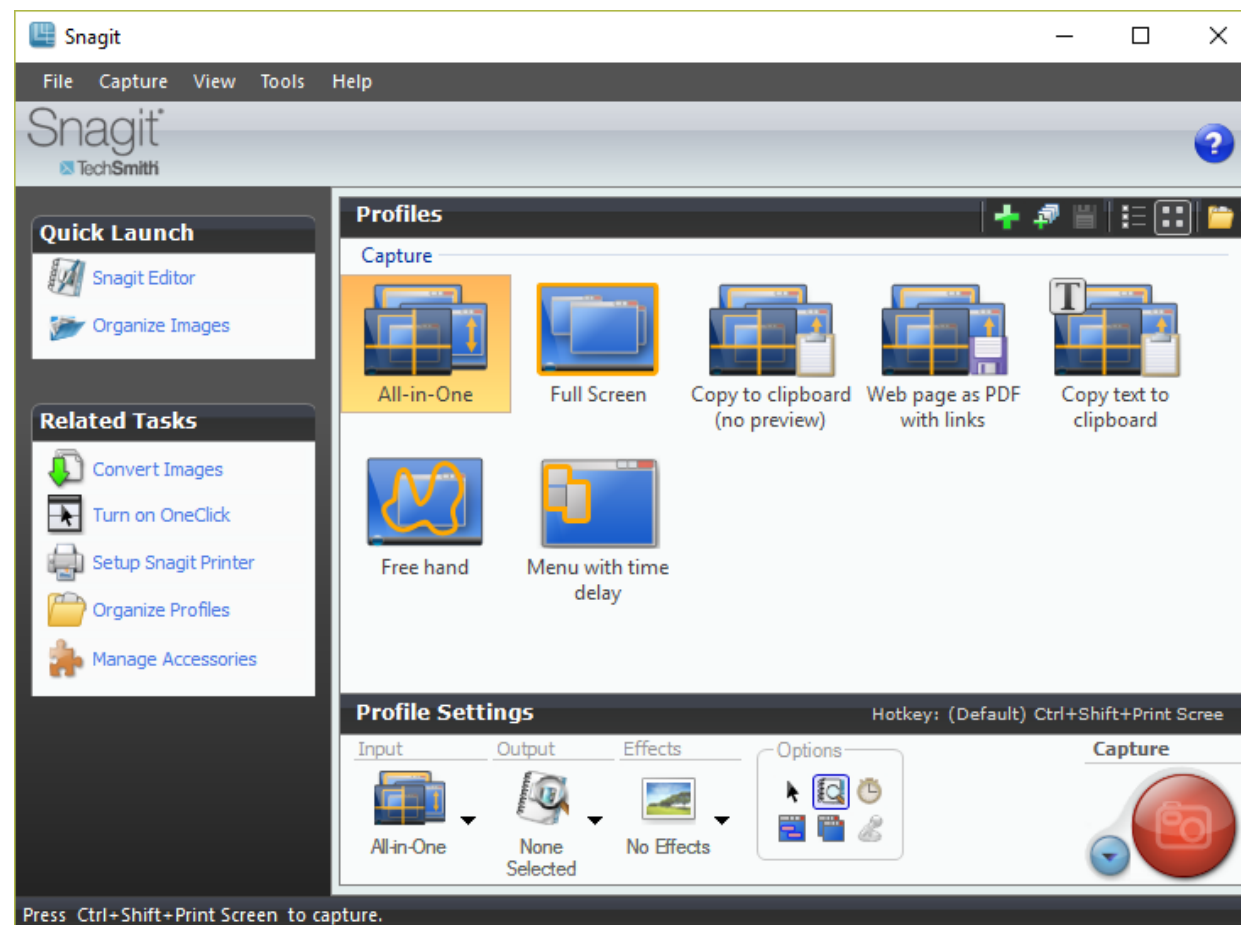 Snagit
File Capture View Tools Help
Snagit
TechSmith
Quick Launch
Snagit Editor
Organize Images
Related Tasks
Convert Images
Turn on OneClick
Setup Snagit Printer
Organize Profiles
Manage Accessories
Profiles
Capture
All-in-One
Full Screen
Copy to clipboard
(no preview)
Web page as PDF
with links
T
Copy text to
clipboard
Free hand
Menu with time
delay
Profile Settings
Hotkey: (Default) Ctrl+Shift+Print Scree
Input
All-in-One
Output
None
Selected
Effects
No Effects
Options
Capture
Press Ctrl+Shift+Print Screen to capture.